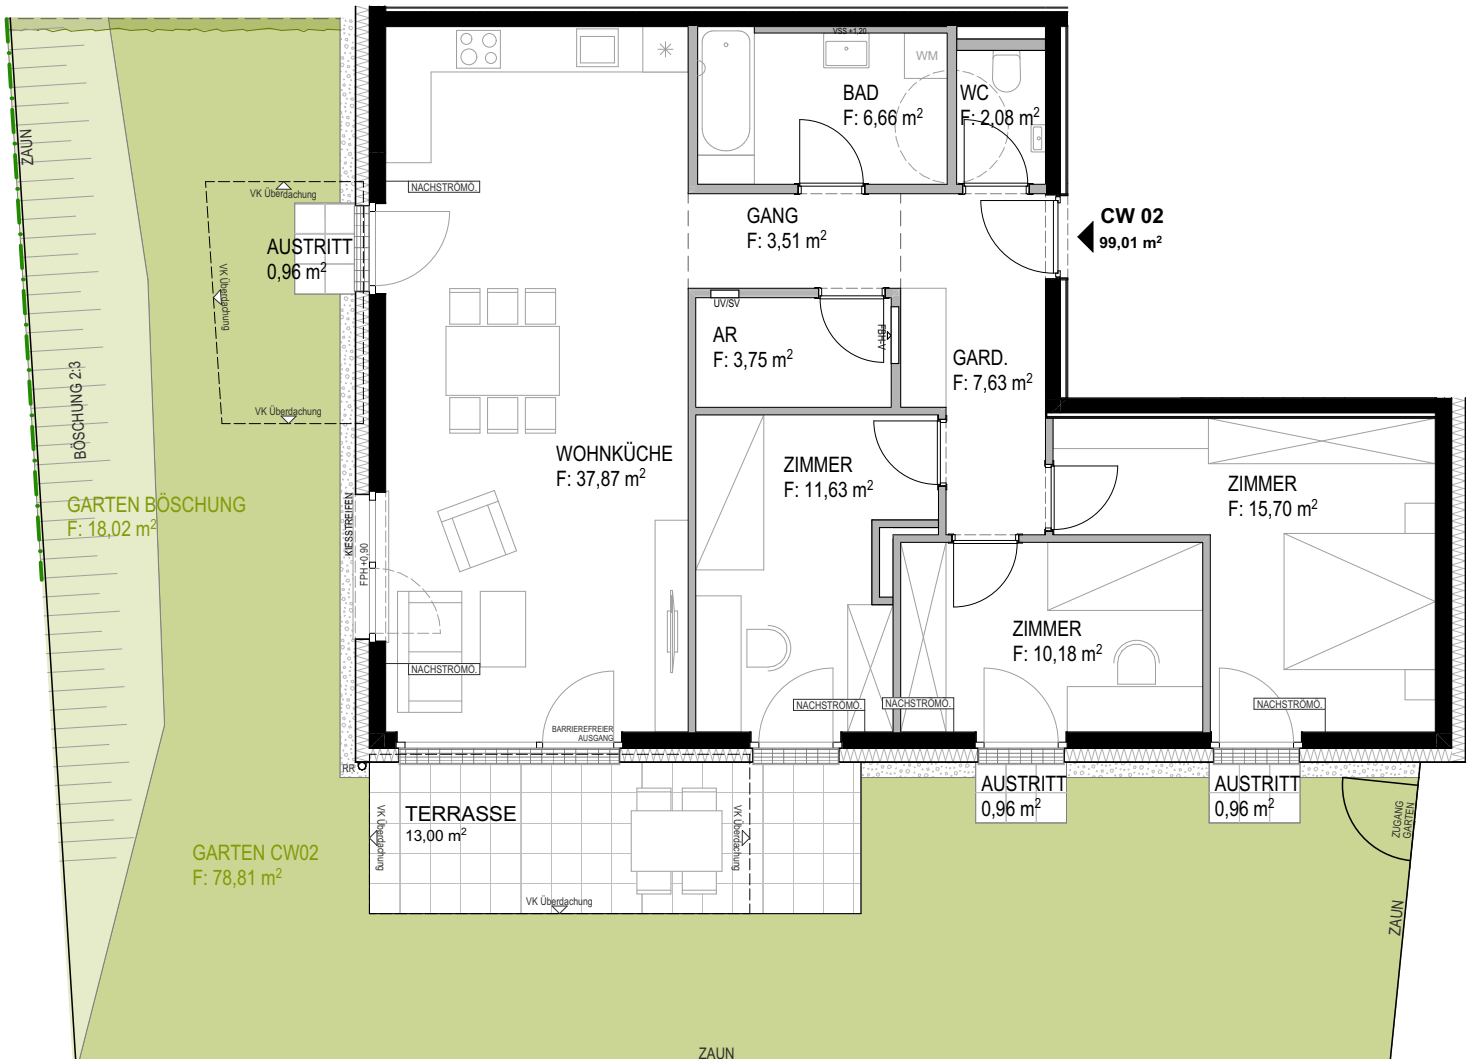 VSS +1,20
WM
BAD
F: 6,66 m²
WC
F: 2,08 m²
ZAUN
NACHSTRÖMÖ.
VK Überdachung
GANG
F: 3,51 m²
CW 02
99,01 m²
AUSTRITT
0,96 m²
VK Überdachung
UV/SV
AR
F: 3,75 m²
FBH-V
GARD.
F: 7,63 m²
VK Überdachung
BÖSCHUNG 2:3
WOHNKÜCHE
F: 37,87 m²
ZIMMER
F: 11,63 m²
ZIMMER
F: 15,70 m²
GARTEN BÖSCHUNG
F: 18,02 m²
KIESSTREIFEN
FPH +0,90
ZIMMER
F: 10,18 m²
NACHSTRÖMÖ.
NACHSTRÖMÖ.
NACHSTRÖMÖ.
NACHSTRÖMÖ.
BARRIEREFREIER
AUSGANG
RR
AUSTRITT
0,96 m²
AUSTRITT
0,96 m²
TERRASSE
13,00 m²
VK Überdachung
VK Überdachung
ZUGANG
GARTEN
GARTEN CW02
F: 78,81 m²
VK Überdachung
ZAUN
ZAUN